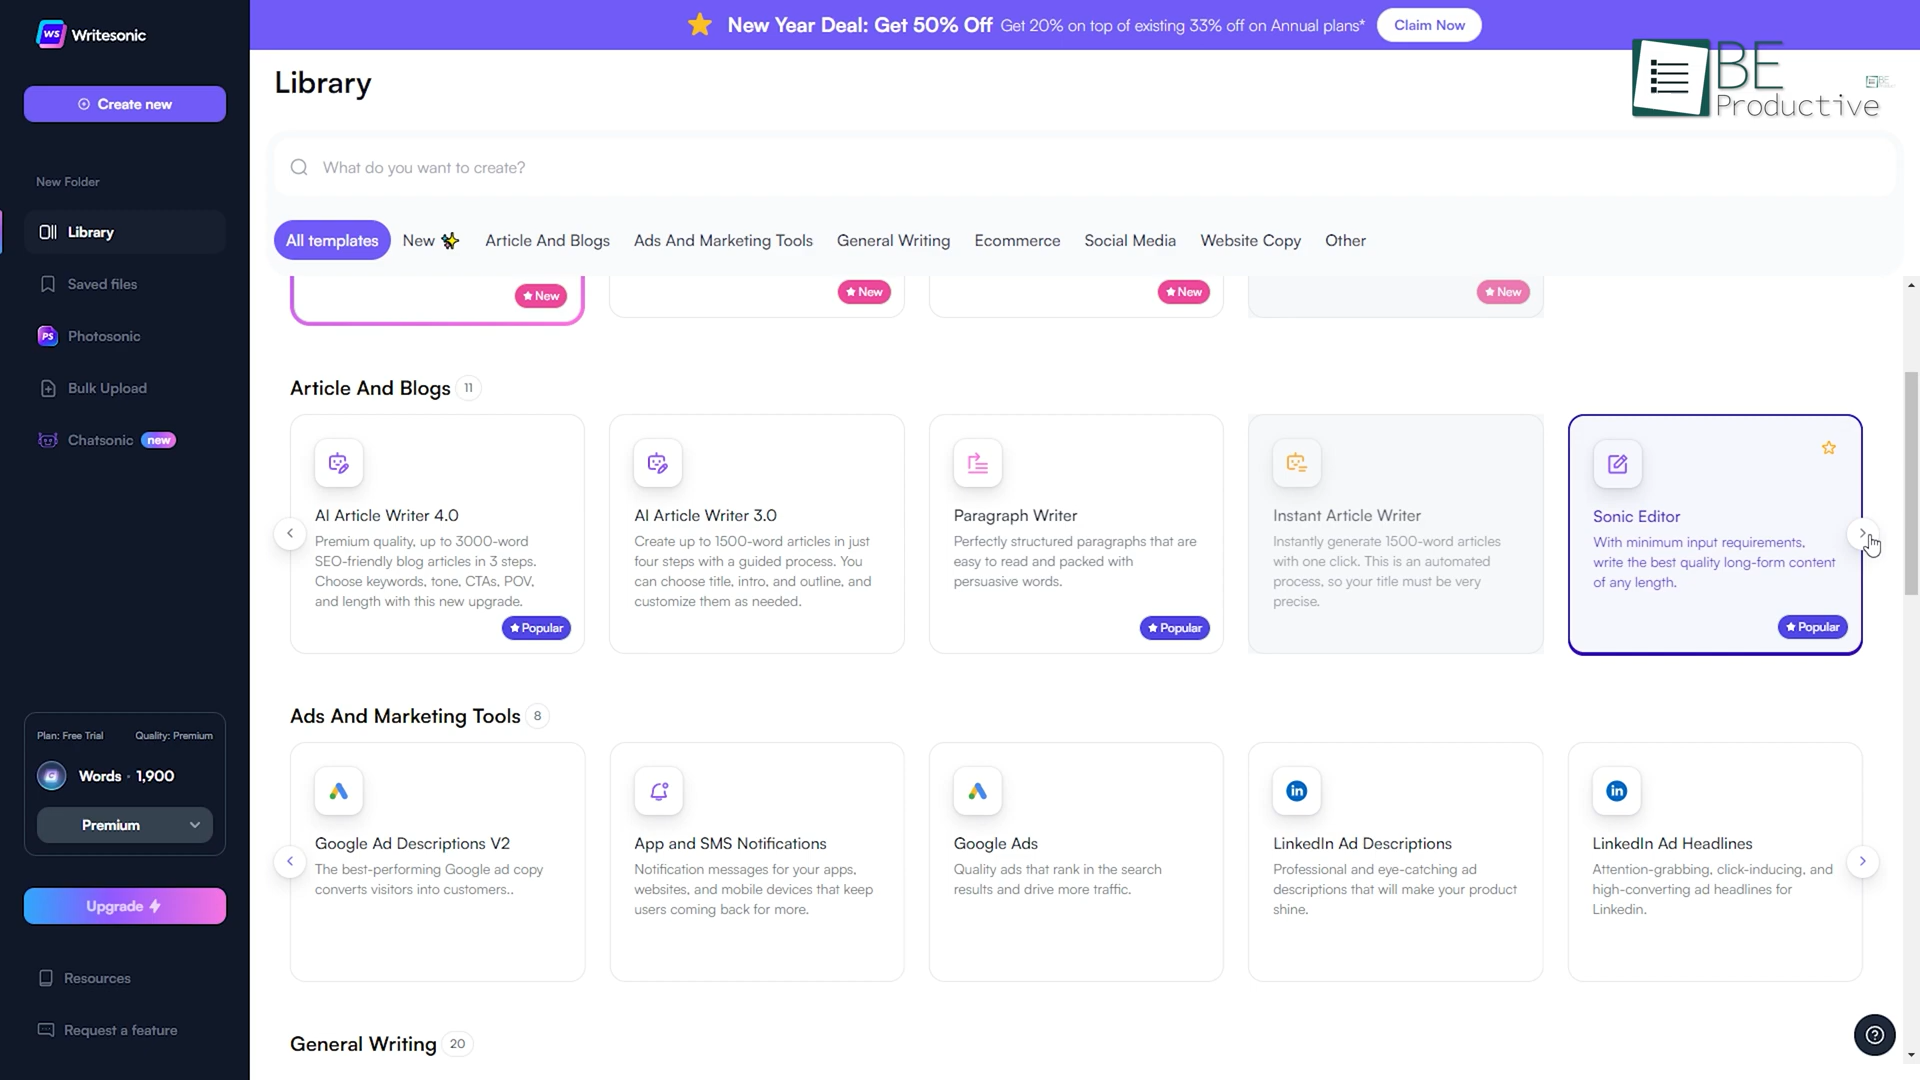 WS Writesonic
New Year Deal: Get 50% Off Get 20% on top of existing 33% off on Annual plans* Claim Now
BE
Productive
Library
Create new
What do you want to create?
New Folder
Library
Saved files
PS Photosonic
Bulk Upload
Chatsonic new
All templates New Article And Blogs Ads And Marketing Tools General Writing Ecommerce Social Media Website Copy Other
New New New New
Article And Blogs 11
AI Article Writer 4.0
Premium quality, up to 3000-word
SEO-friendly blog articles in 3 steps.
Choose keywords, tone, CTAs, POV,
and length with this new upgrade.
Popular
AI Article Writer 3.0
Create up to 1500-word articles in just
four steps with a guided process. You
can choose title, intro, and outline, and
customize them as needed.
Paragraph Writer
Perfectly structured paragraphs that are
easy to read and packed with
persuasive words.
Popular
Instant Article Writer
Instantly generate 1500-word articles
with one click. This is an automated
process, so your title must be very
precise.
Sonic Editor
With minimum input requirements,
write the best quality long-form content
of any length.
Popular
Ads And Marketing Tools 8
Google Ad Descriptions V2
The best-performing Google ad copy
converts visitors into customers..
App and SMS Notifications
Notification messages for your apps,
websites, and mobile devices that keep
users coming back for more.
Google Ads
Quality ads that rank in the search
results and drive more traffic.
in
LinkedIn Ad Descriptions
Professional and eye-catching ad
descriptions that will make your product
shine.
in
LinkedIn Ad Headlines
Attention-grabbing, click-inducing, and
high-converting ad headlines for
Linkedin.
General Writing 20
Plan: Free Trial Quality: Premium
Words · 1,900
Premium
Upgrade
Resources
Request a feature